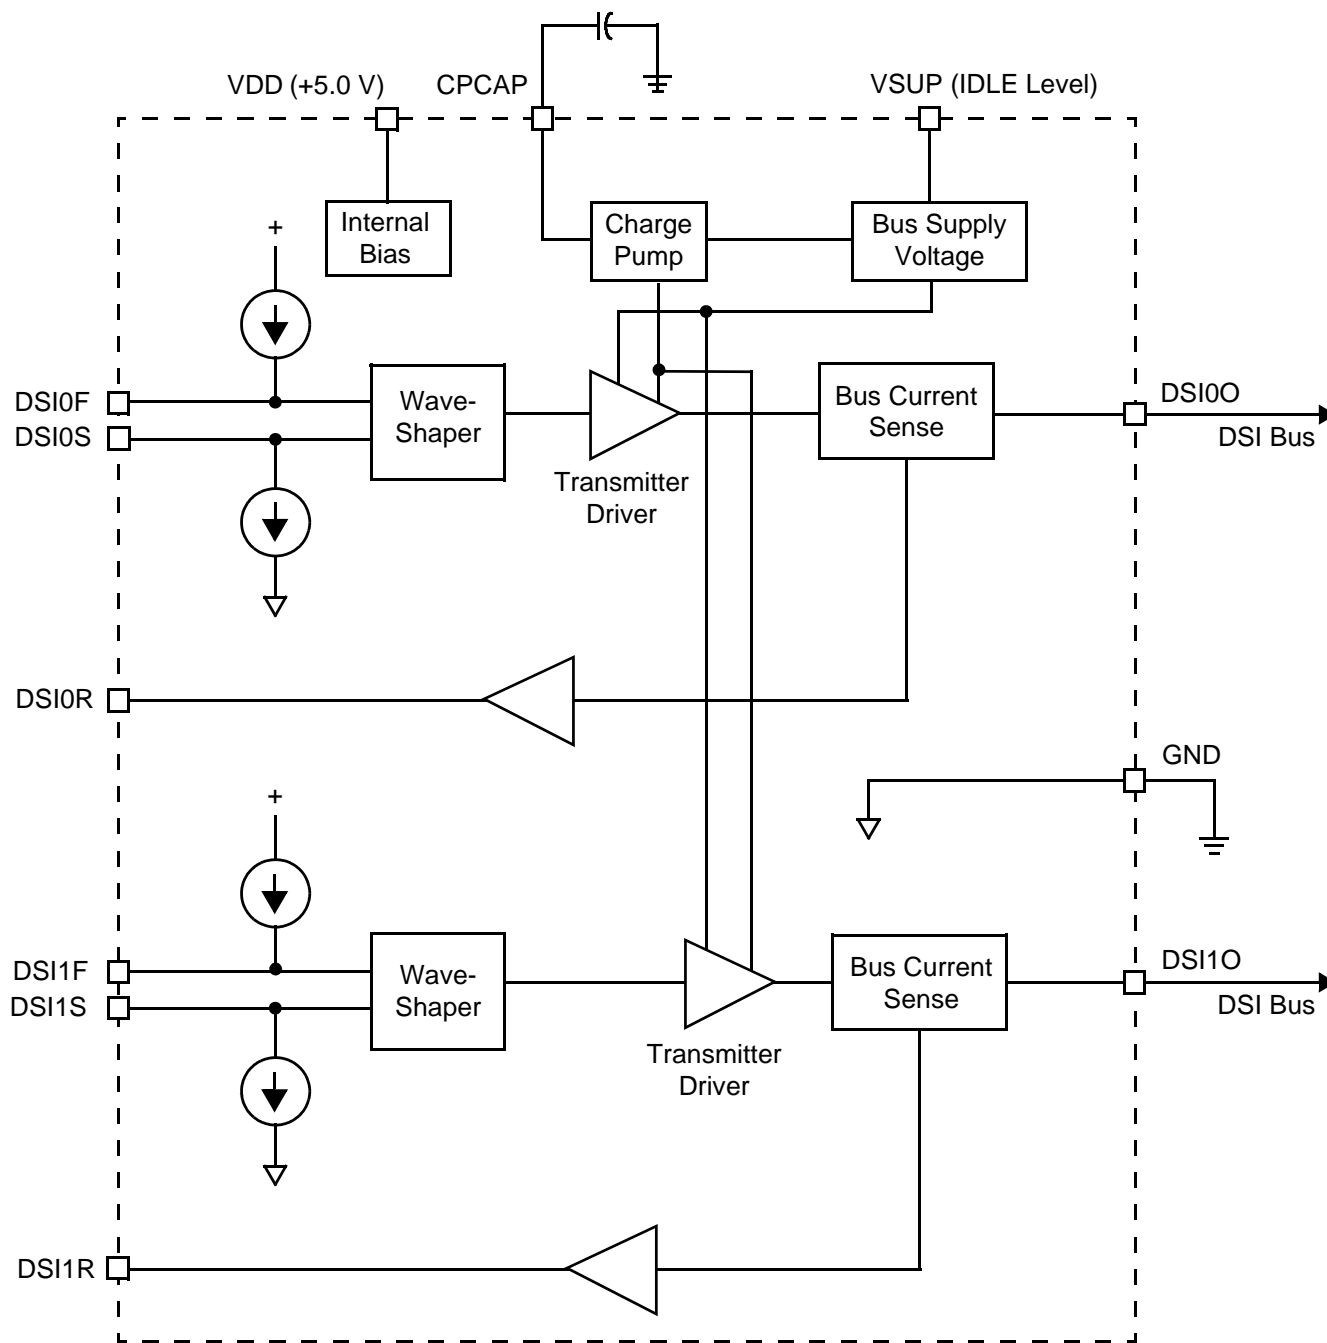 VDD (+5.0 V)
CPCAP
VSUP (IDLE Level)
Internal
Bias
Charge
Pump
Bus Supply
Voltage
+
DSI0F
DSI0S
Wave-
Shaper
Transmitter
Driver
Bus Current
Sense
DSI0O
DSI Bus
DSI0R
GND
+
DSI1F
DSI1S
Wave-
Shaper
Transmitter
Driver
Bus Current
Sense
DSI1O
DSI Bus
DSI1R